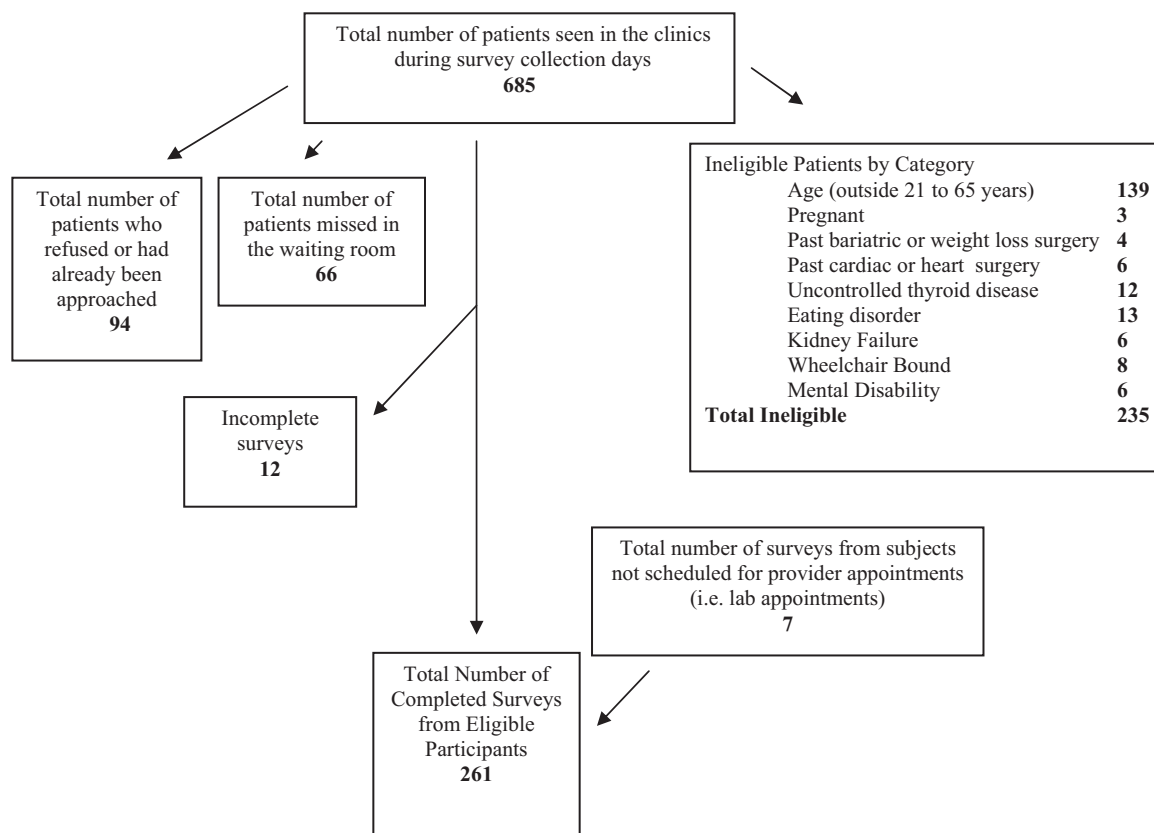 Total number of patients seen in the clinics
during survey collection days
685
Total number of
patients who
refused or had
already been
approached
94
Total number of
patients missed in
the waiting room
66
Ineligible Patients by Category
Age (outside 21 to 65 years) 139
Pregnant 3
Past bariatric or weight loss surgery 4
Past cardiac or heart surgery 6
Uncontrolled thyroid disease 12
Eating disorder 13
Kidney Failure 6
Wheelchair Bound 8
Mental Disability 6
Total Ineligible 235
Incomplete
surveys
12
Total number of surveys from subjects
not scheduled for provider appointments
(i.e. lab appointments)
7
Total Number of
Completed Surveys
from Eligible
Participants
261